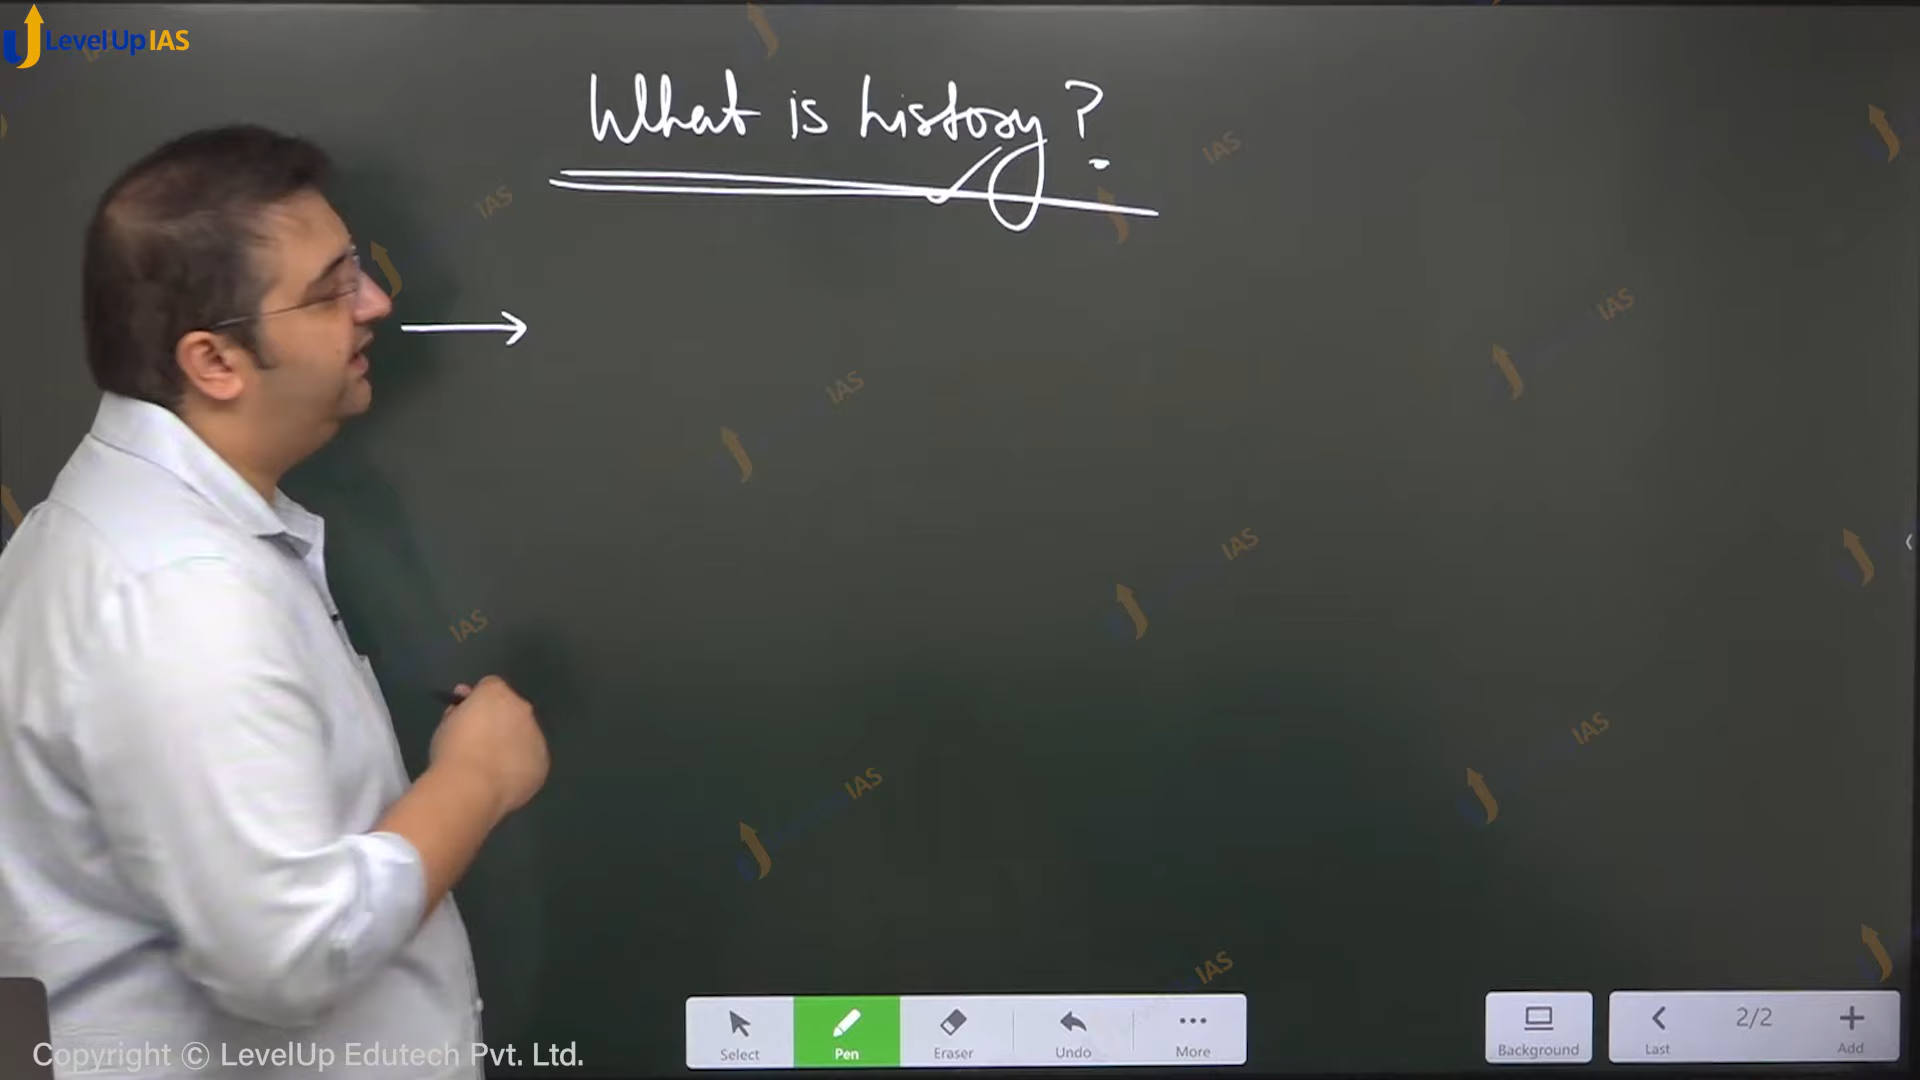 LevelUp IAS
What is history?
IAS
IAS
IAS
IAS
IAS
IAS
IAS
IAS
IAS
Select
Pen
Eraser
Undo
More
Background
Last
2/2
Add
Copyright © LevelUp Edutech Pvt. Ltd.